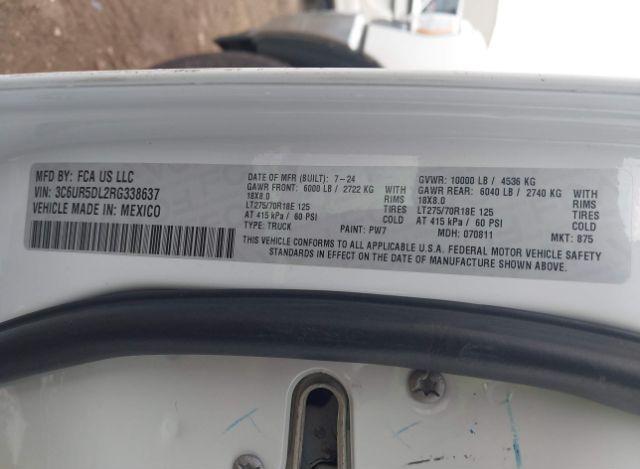 MFD BY: FCA US LLC
VIN: 3C6UR5DL2RG338637
VEHICLE MADE IN: MEXICO
DATE OF MFR (BUILT): 7-24
GAWR FRONT: 6000 LB / 2722 KG WITH
18X8.0 RIMS
LT275/70R18E 125 TIRES
AT 415 kPa / 60 PSI COLD
TYPE: TRUCK PAINT: PW7
GVWR: 10000 LB / 4536 KG
GAWR REAR: 6040 LB / 2740 KG WITH
18X8.0 RIMS
LT275/70R18E 125 TIRES
AT 415 kPa / 60 PSI COLD
MDH: 070811 MKT: 875
THIS VEHICLE CONFORMS TO ALL APPLICABLE U.S.A. FEDERAL MOTOR VEHICLE SAFETY
STANDARDS IN EFFECT ON THE DATE OF MANUFACTURE SHOWN ABOVE.